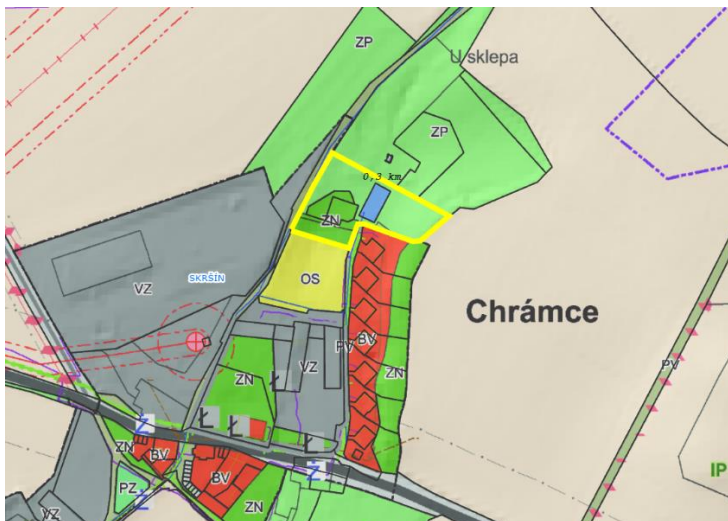 ZP
U sklepa
ZP
0,3 km
ZN
OS
SKRŠÍN
VZ
Chrámce
PV
BV
VZ
PV
ZN
ZN
Ł
Ł
Ł
Ł
Ž
ZN
BV
BV
Ž
IP
PZ
Ž
ZN
VZ